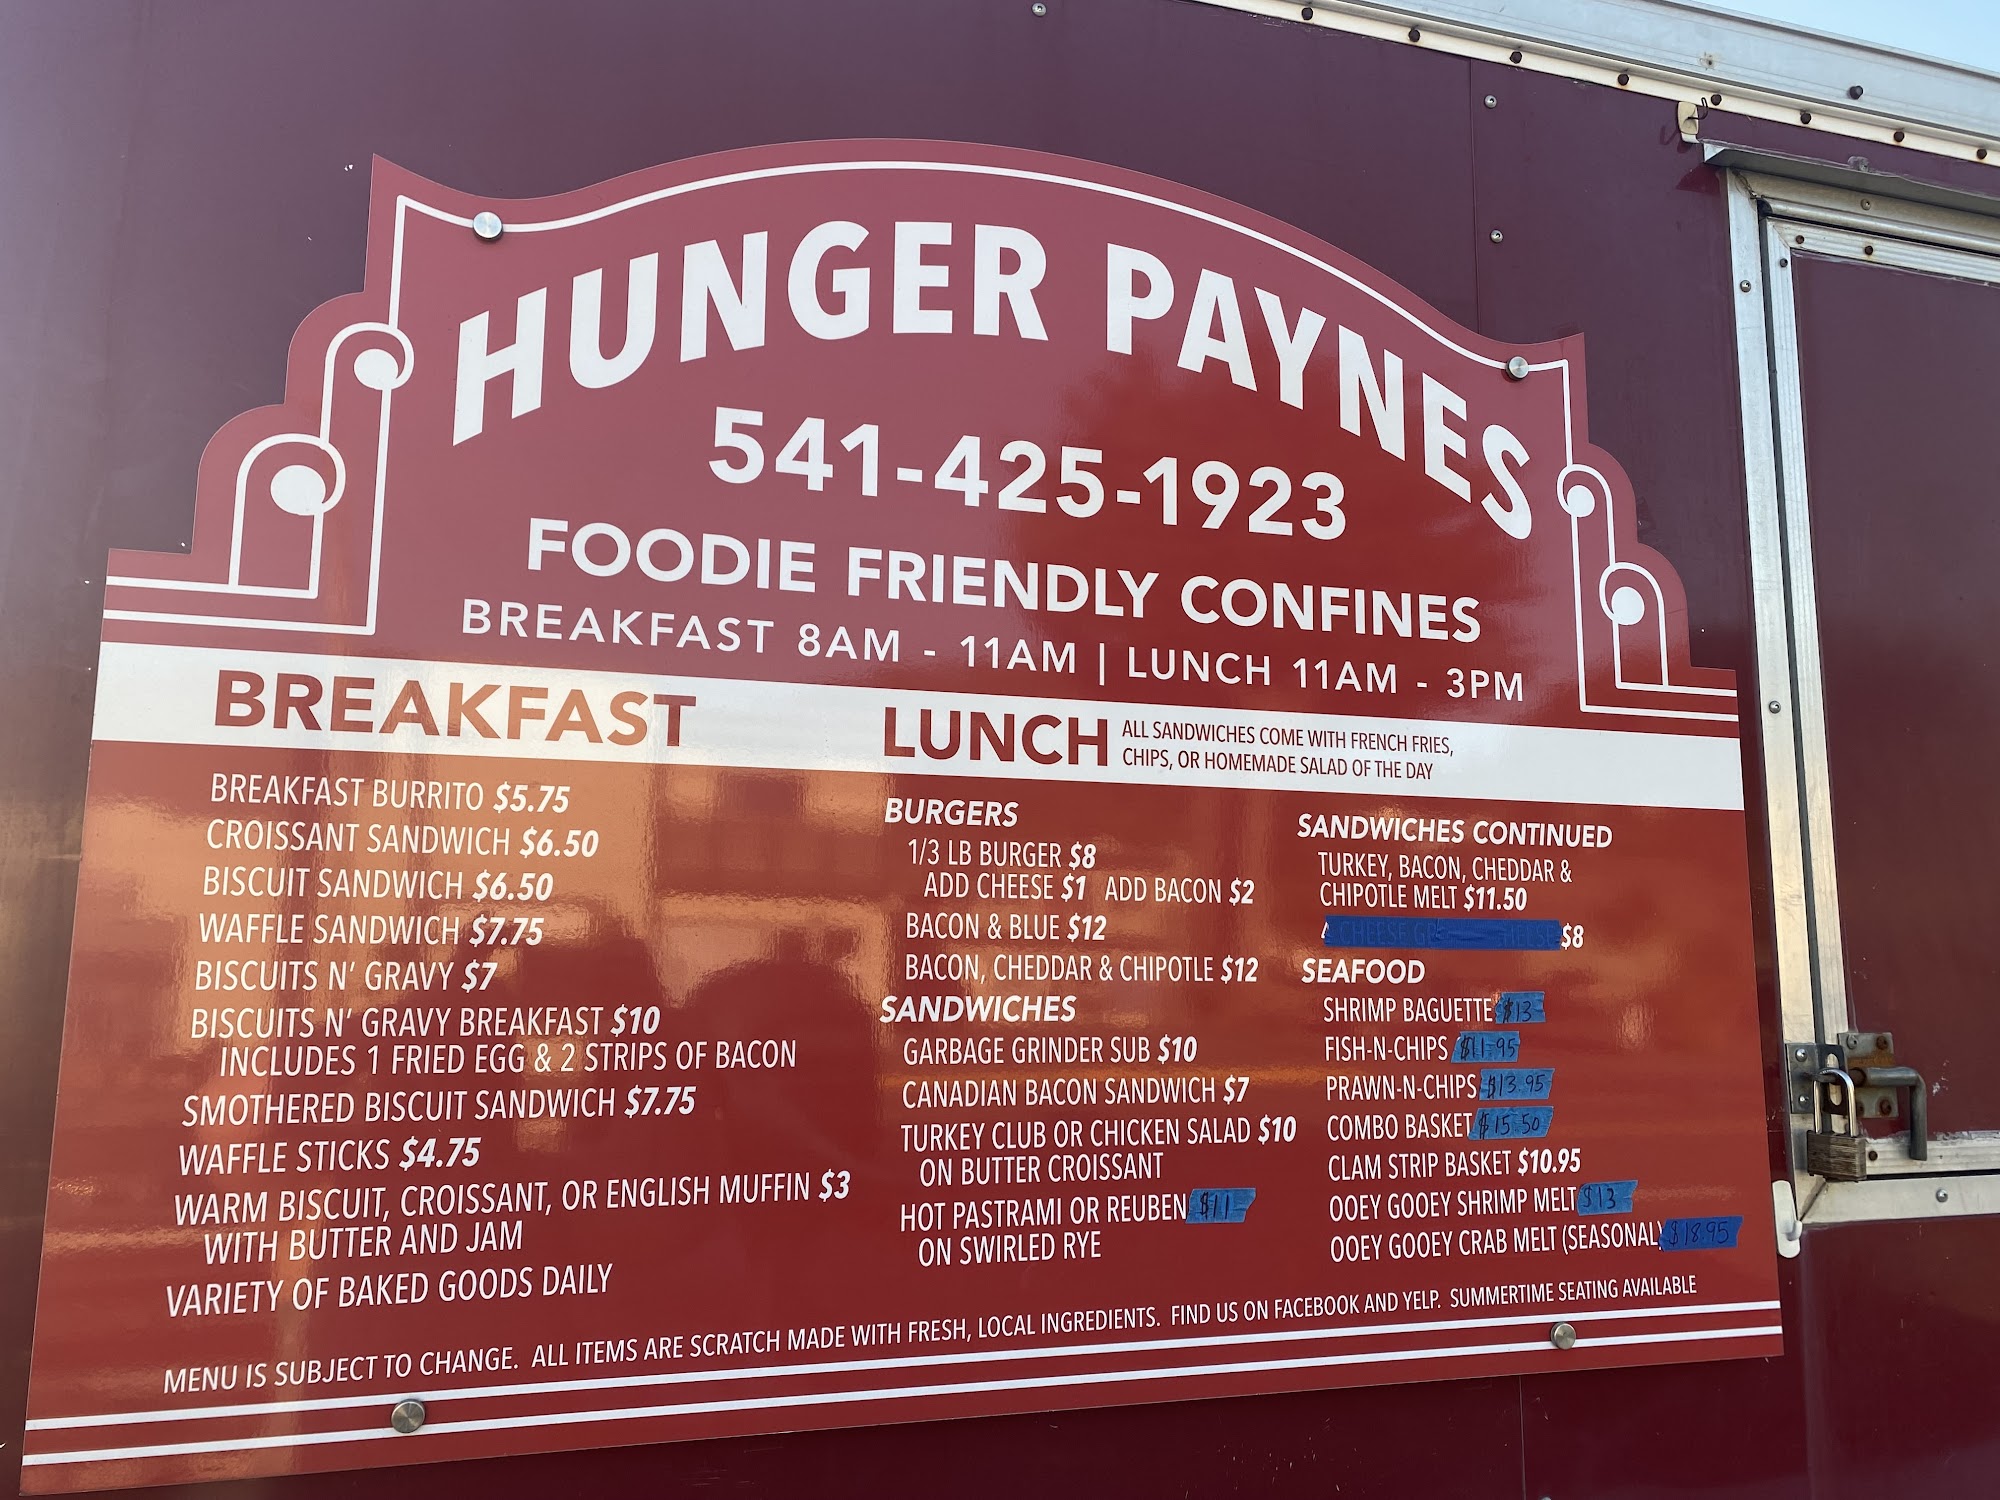 HUNGER PAYNES
541-425-1923
FOODIE FRIENDLY CONFINES
BREAKFAST 8AM - 11AM | LUNCH 11AM - 3PM
BREAKFAST
BREAKFAST BURRITO $5.75
CROISSANT SANDWICH $6.50
BISCUIT SANDWICH $6.50
WAFFLE SANDWICH $7.75
BISCUITS N' GRAVY $7
BISCUITS N' GRAVY BREAKFAST $10
INCLUDES 1 FRIED EGG & 2 STRIPS OF BACON
SMOTHERED BISCUIT SANDWICH $7.75
WAFFLE STICKS $4.75
WARM BISCUIT, CROISSANT, OR ENGLISH MUFFIN $3
WITH BUTTER AND JAM
VARIETY OF BAKED GOODS DAILY
LUNCH
ALL SANDWICHES COME WITH FRENCH FRIES,
CHIPS, OR HOMEMADE SALAD OF THE DAY
BURGERS
1/3 LB BURGER $8
ADD CHEESE $1 ADD BACON $2
BACON & BLUE $12
BACON, CHEDDAR & CHIPOTLE $12
SANDWICHES
GARBAGE GRINDER SUB $10
CANADIAN BACON SANDWICH $7
TURKEY CLUB OR CHICKEN SALAD $10
ON BUTTER CROISSANT
HOT PASTRAMI OR REUBEN $11-
ON SWIRLED RYE
SANDWICHES CONTINUED
TURKEY, BACON, CHEDDAR &
CHIPOTLE MELT $11.50
CHEESE $8
SEAFOOD
SHRIMP BAGUETTE $13-
FISH-N-CHIPS $11.95
PRAWN-N-CHIPS $13.95
COMBO BASKET $15.50
CLAM STRIP BASKET $10.95
OOEY GOOEY SHRIMP MELT $13
OOEY GOOEY CRAB MELT (SEASONAL) $18.95
MENU IS SUBJECT TO CHANGE. ALL ITEMS ARE SCRATCH MADE WITH FRESH, LOCAL INGREDIENTS. FIND US ON FACEBOOK AND YELP. SUMMERTIME SEATING AVAILABLE